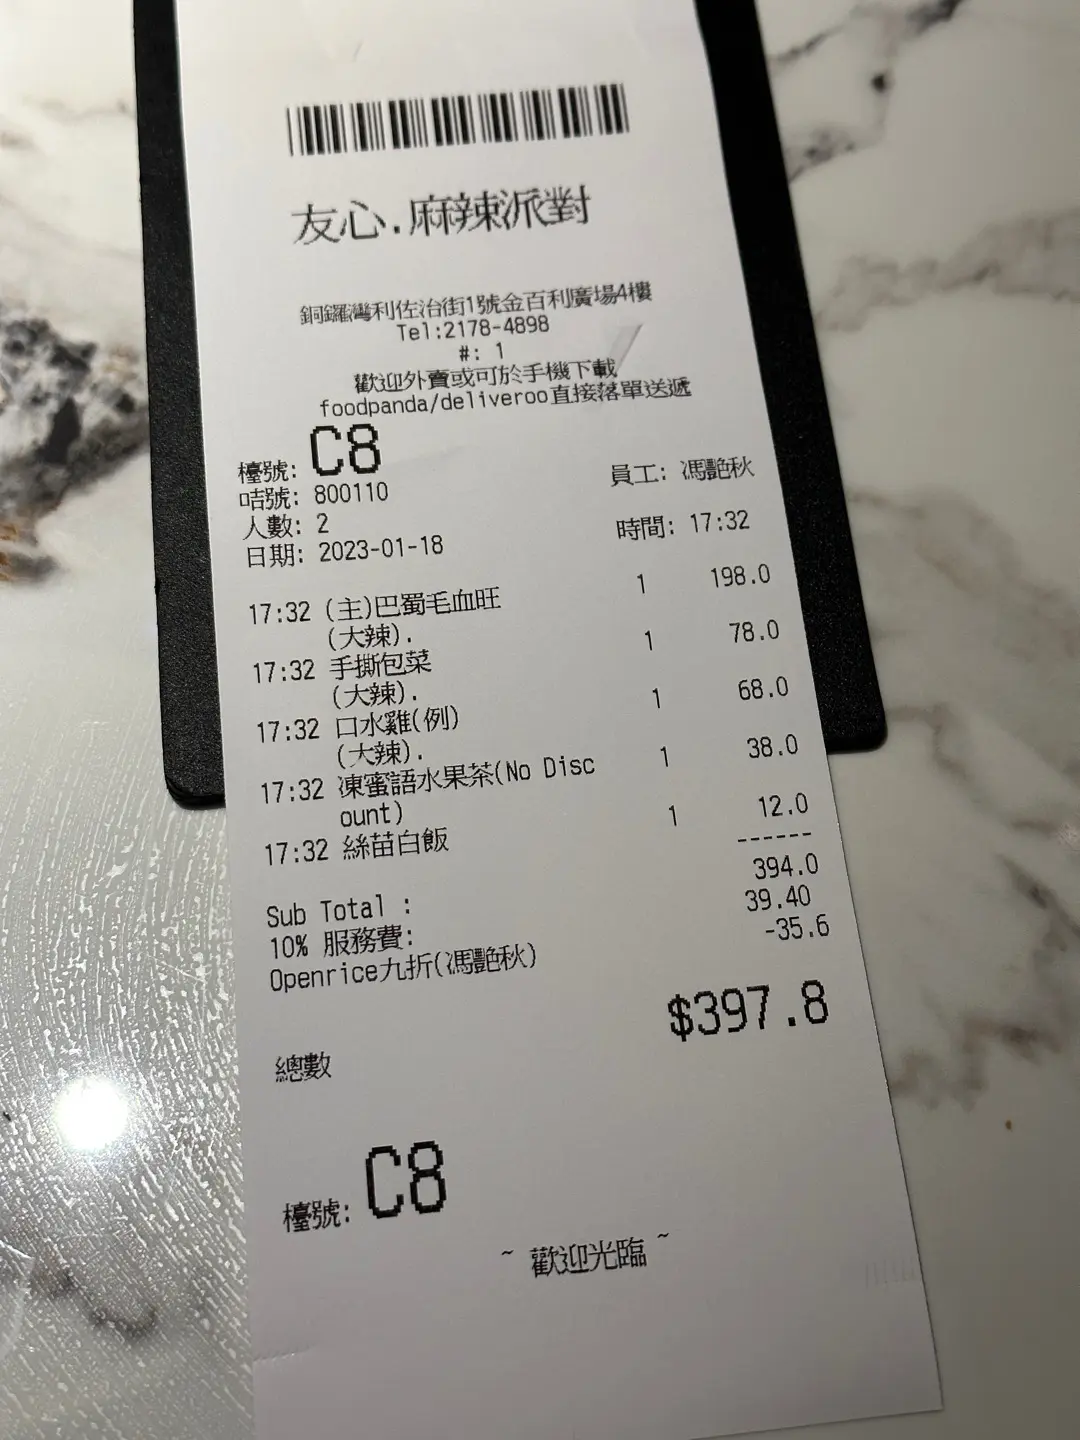 友心.麻辣派對
銅鑼灣利佐治街1號金百利廣場4樓
Tel:2178-4898
#: 1
歡迎外賣或可於手機下載
foodpanda/deliveroo直接落單送遞
檯號: C8
咭號: 800110 員工: 馮艷秋
人數: 2
日期: 2023-01-18 時間: 17:32
17:32 (主)巴蜀毛血旺 1 198.0
(大辣).
17:32 手撕包菜 1 78.0
(大辣).
17:32 口水雞(例) 1 68.0
(大辣).
17:32 凍蜜語水果茶(No Disc 1 38.0
ount)
17:32 絲苗白飯 1 12.0
------
Sub Total : 394.0
10% 服務費: 39.40
Openrice九折(馮艷秋) -35.6
總數 $397.8
檯號: C8
~ 歡迎光臨 ~